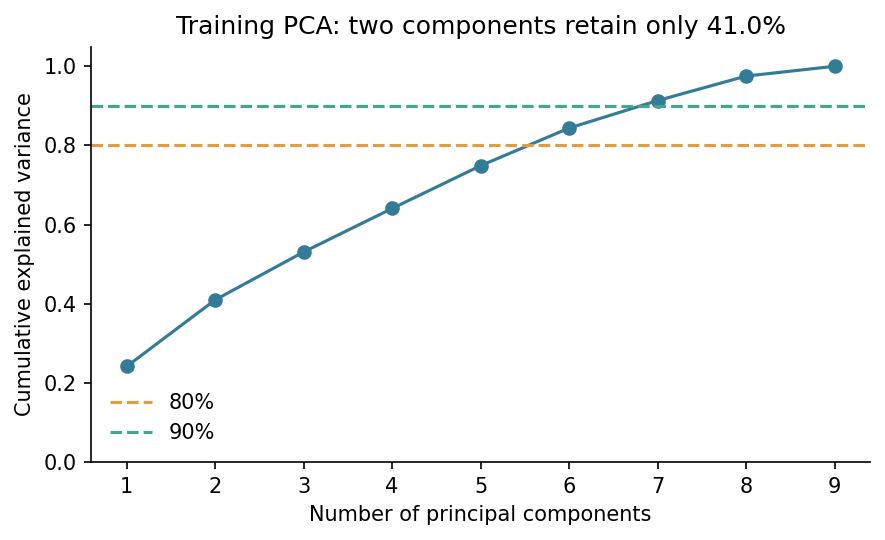 Training PCA: two components retain only 41.0%
Cumulative explained variance
1.0
0.8
0.6
0.4
0.2
0.0
80%
90%
1 2 3 4 5 6 7 8 9
Number of principal components